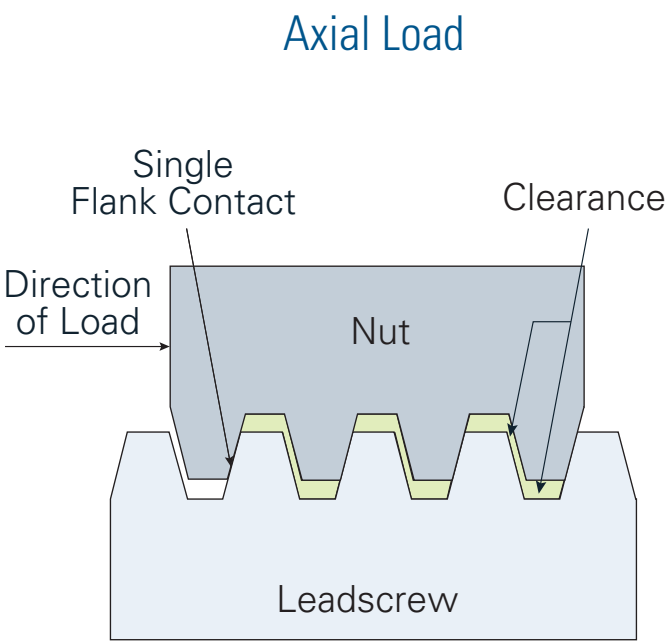 Axial Load
Single
Flank Contact
Clearance
Direction
of Load
Nut
Leadscrew